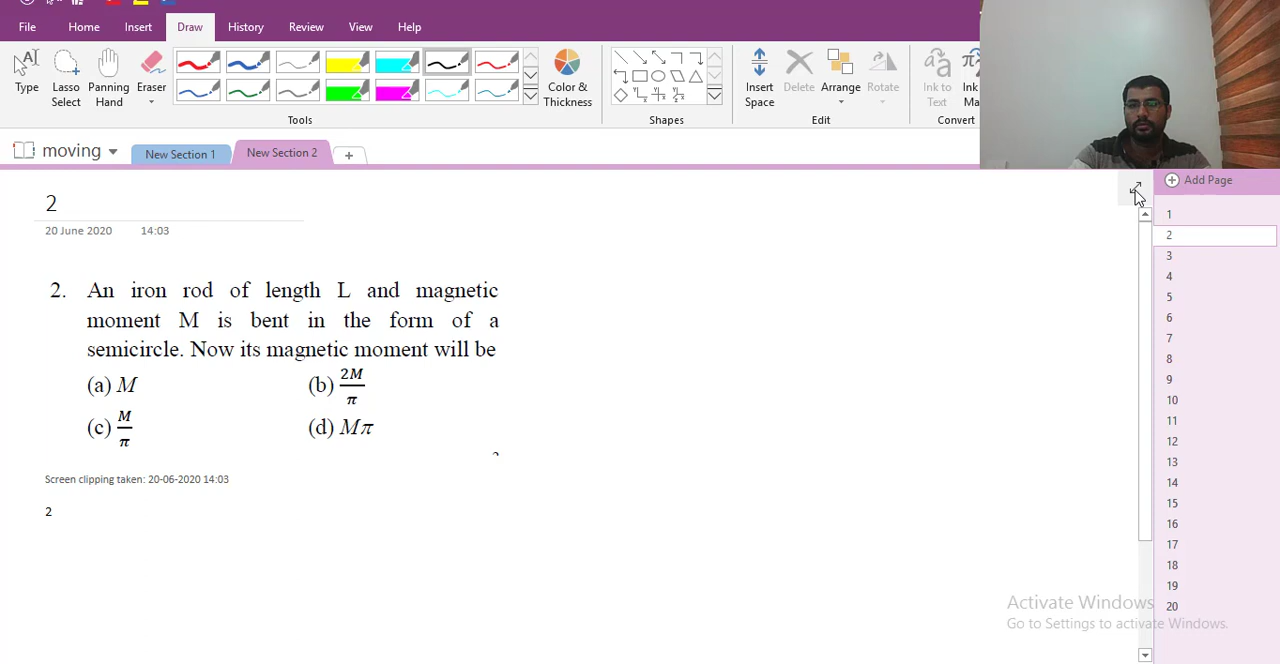 File Home Insert Draw History Review View Help
Type
Lasso Select
Panning Hand
Eraser
Color & Thickness
Insert Space
Delete
Arrange
Rotate
Ink to Text
Ink
Tools
Shapes
Edit
Convert
moving New Section 1 New Section 2 +
Add Page
2
20 June 2020 14:03
2. An iron rod of length L and magnetic
moment M is bent in the form of a
semicircle. Now its magnetic moment will be
(a) M (b) 2M/π
(c) M/π (d) Mπ
Screen clipping taken: 20-06-2020 14:03
2
1
2
3
4
5
6
7
8
9
10
11
12
13
14
15
16
17
18
19
20
Activate Windows
Go to Settings to activate Windows.